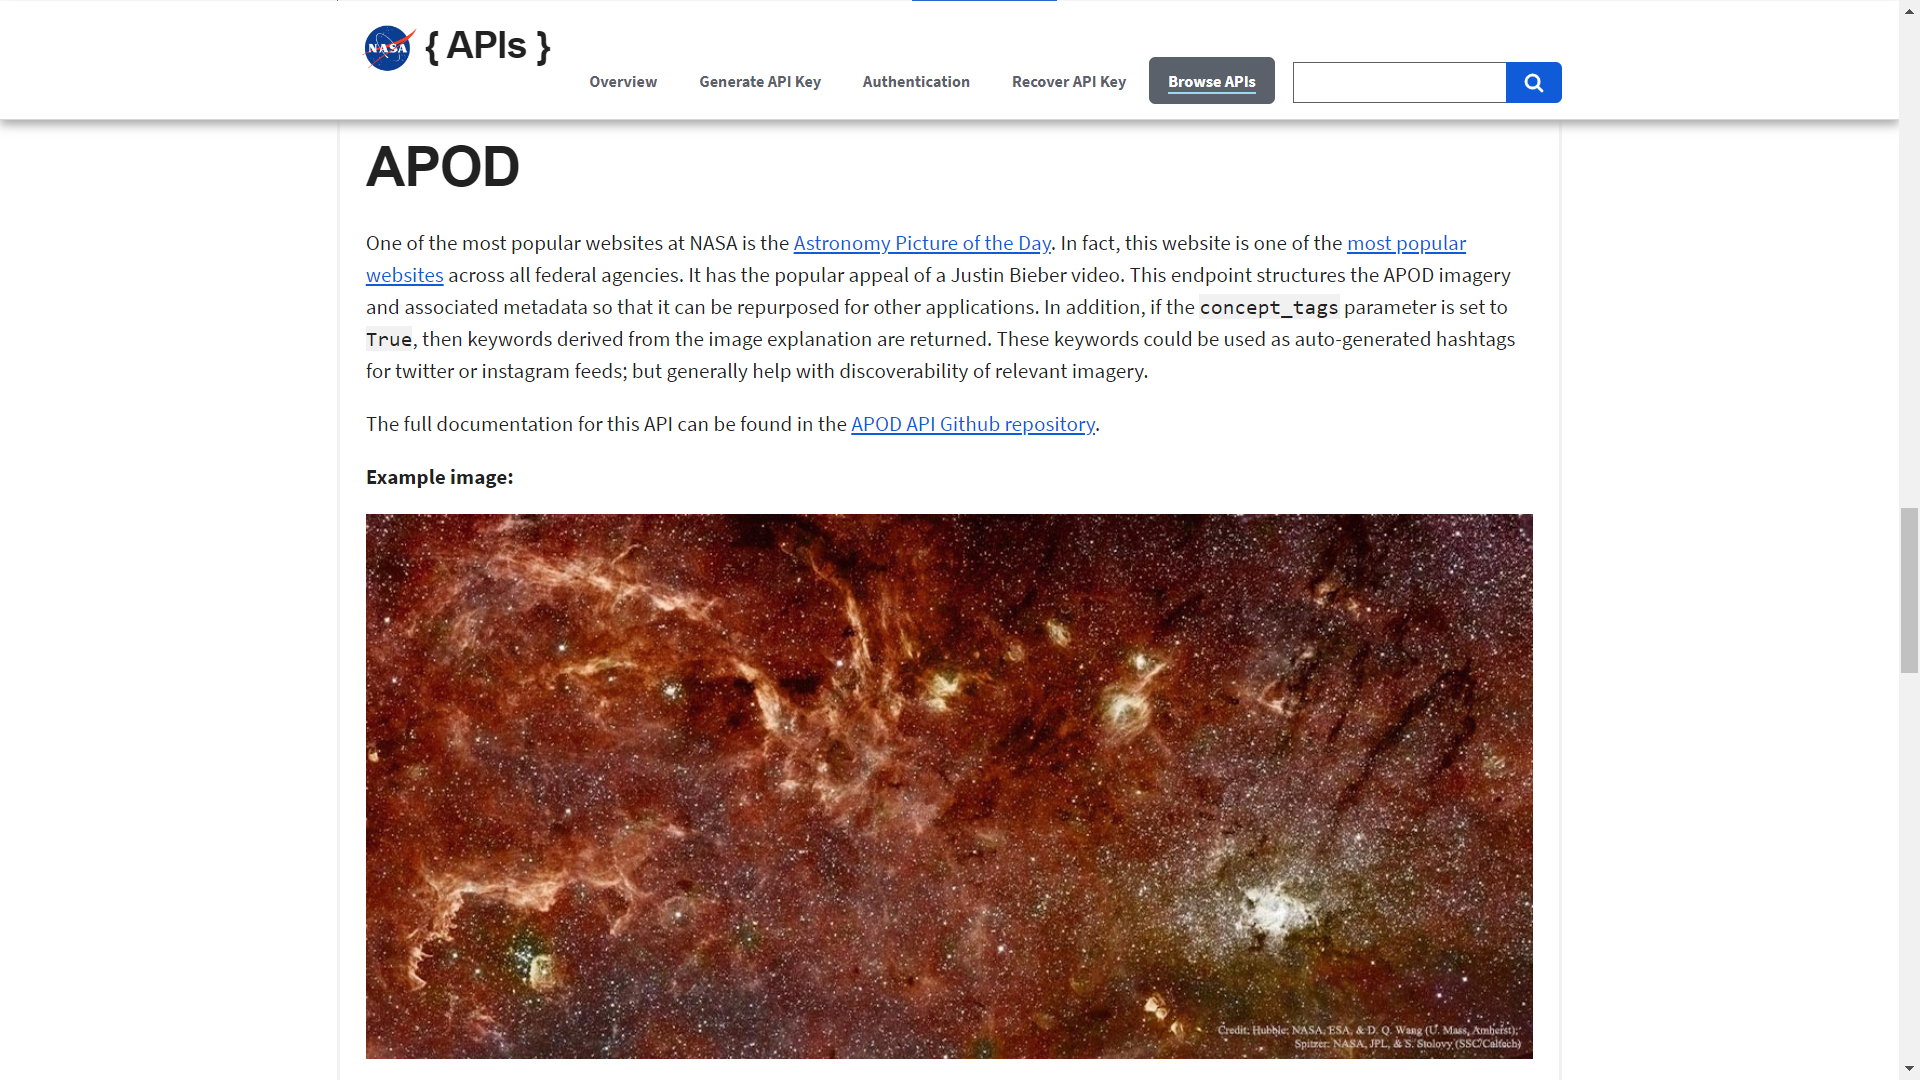 NASA { APIs }
Overview
Generate API Key
Authentication
Recover API Key
Browse APIs
APOD
One of the most popular websites at NASA is the Astronomy Picture of the Day. In fact, this website is one of the most popular
websites across all federal agencies. It has the popular appeal of a Justin Bieber video. This endpoint structures the APOD imagery
and associated metadata so that it can be repurposed for other applications. In addition, if the concept_tags parameter is set to
True, then keywords derived from the image explanation are returned. These keywords could be used as auto-generated hashtags
for twitter or instagram feeds; but generally help with discoverability of relevant imagery.
The full documentation for this API can be found in the APOD API Github repository.
Example image:
Credit: Hubble: NASA, ESA, & D. Q. Wang (U. Mass, Amherst);
Spitzer: NASA, JPL, & S. Stolovy (SSC/Caltech)